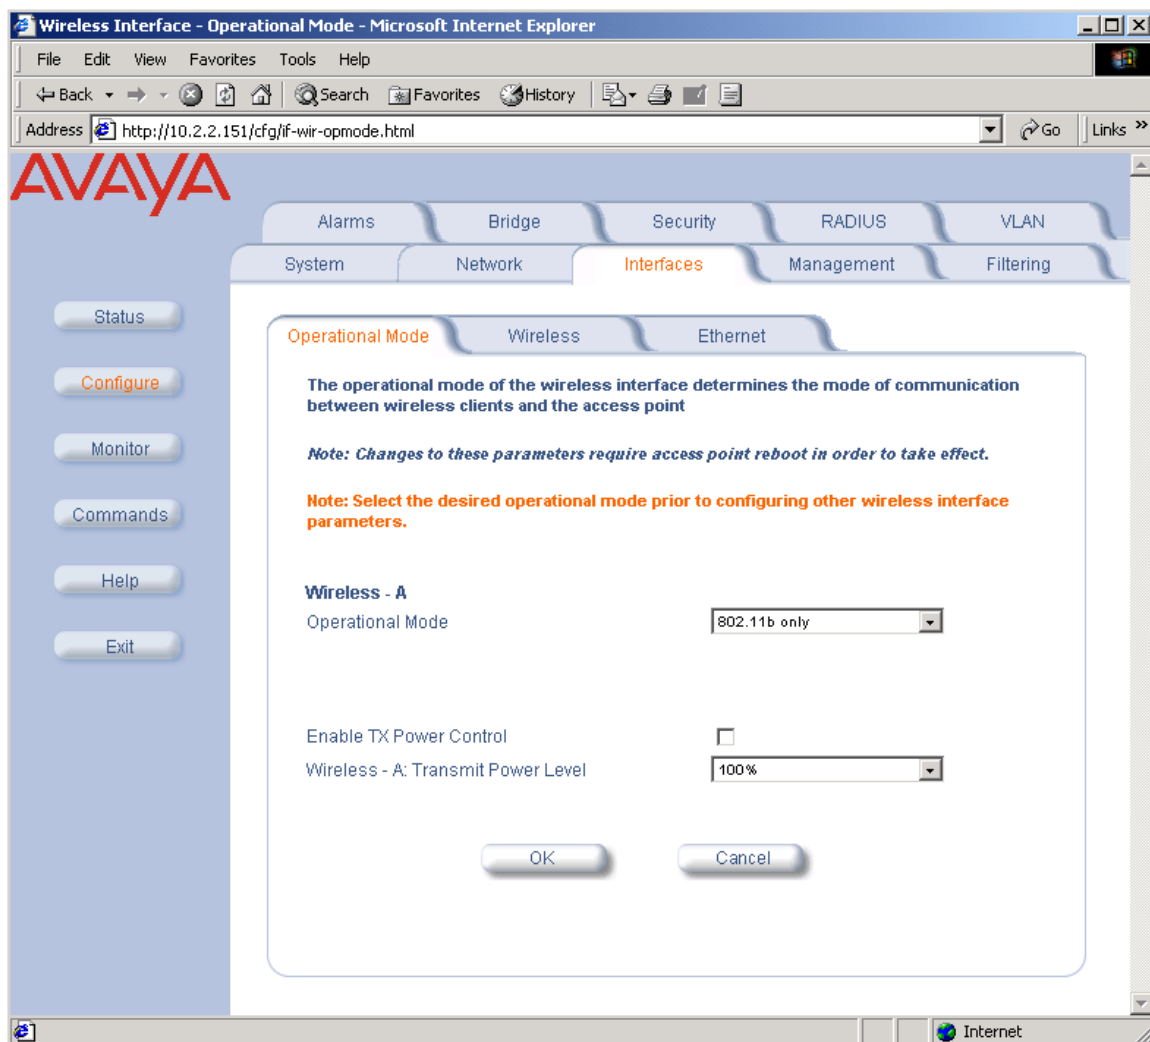 Wireless Interface - Operational Mode - Microsoft Internet Explorer
File Edit View Favorites Tools Help
Back Search Favorites History
Address http://10.2.2.151/cfg/if-wir-opmode.html Go Links »
AVAYA
Alarms Bridge Security RADIUS VLAN
System Network Interfaces Management Filtering
Status
Configure
Monitor
Commands
Help
Exit
Operational Mode Wireless Ethernet
The operational mode of the wireless interface determines the mode of communication
between wireless clients and the access point
Note: Changes to these parameters require access point reboot in order to take effect.
Note: Select the desired operational mode prior to configuring other wireless interface
parameters.
Wireless - A
Operational Mode 802.11b only
Enable TX Power Control
Wireless - A: Transmit Power Level 100%
OK Cancel
Internet